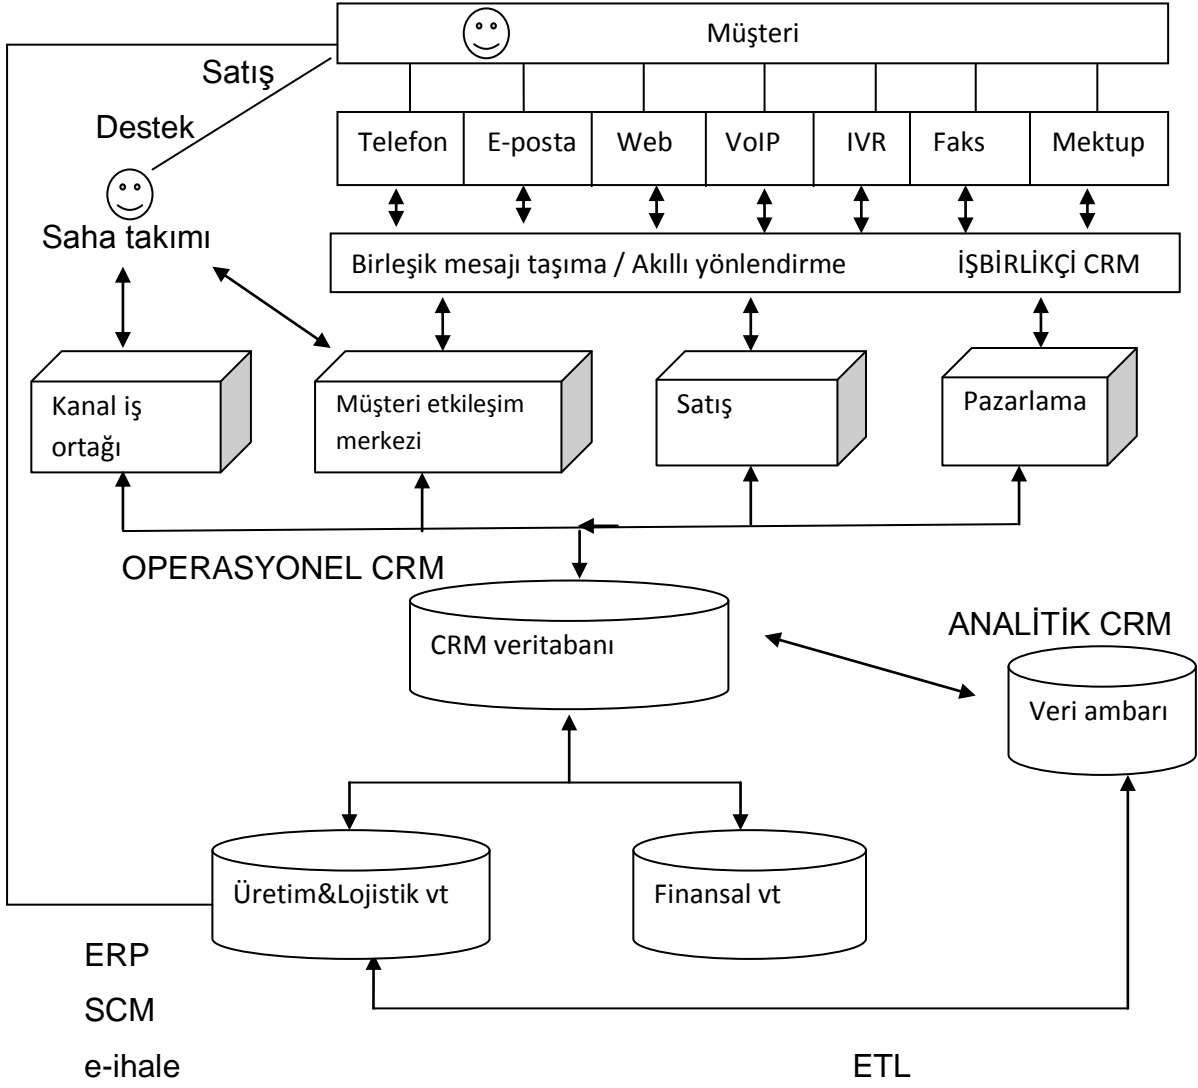 Müşteri
Satış
Destek
Telefon
E-posta
Web
VoIP
IVR
Faks
Mektup
Saha takımı
Birleşik mesajı taşıma / Akıllı yönlendirme İŞBİRLİKÇİ CRM
Kanal iş
ortağı
Müşteri etkileşim
merkezi
Satış
Pazarlama
OPERASYONEL CRM
CRM veritabanı
ANALİTİK CRM
Veri ambarı
Üretim&Lojistik vt
Finansal vt
ERP
SCM
e-ihale
ETL